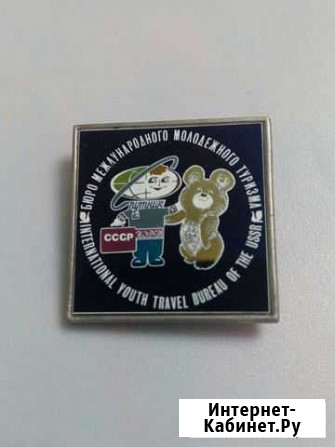 БЮРО МЕЖДУНАРОДНОГО МОЛОДЕЖНОГО ТУРИЗМА
СПУТНИК
СССР
INTERNATIONAL YOUTH TRAVEL BUREAU OF THE USSR
Интернет-
Кабинет.Ру